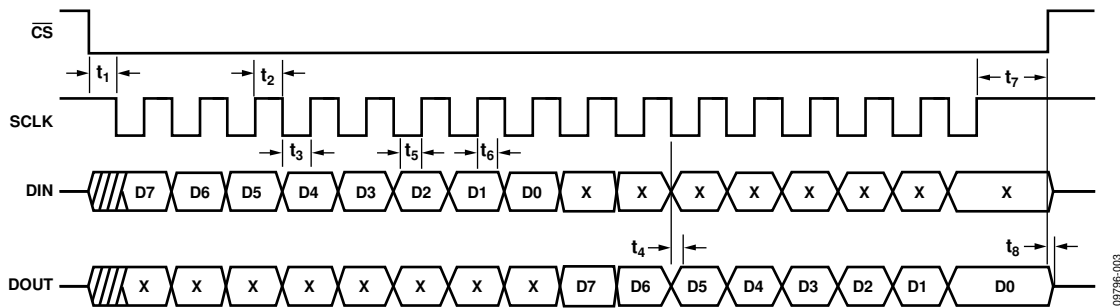 CS
t1 t2 t7
SCLK
t3 t5 t6
DIN D7 D6 D5 D4 D3 D2 D1 D0 X X X X X X X X
t4 t8
DOUT X X X X X X X X D7 D6 D5 D4 D3 D2 D1 D0
07926-003